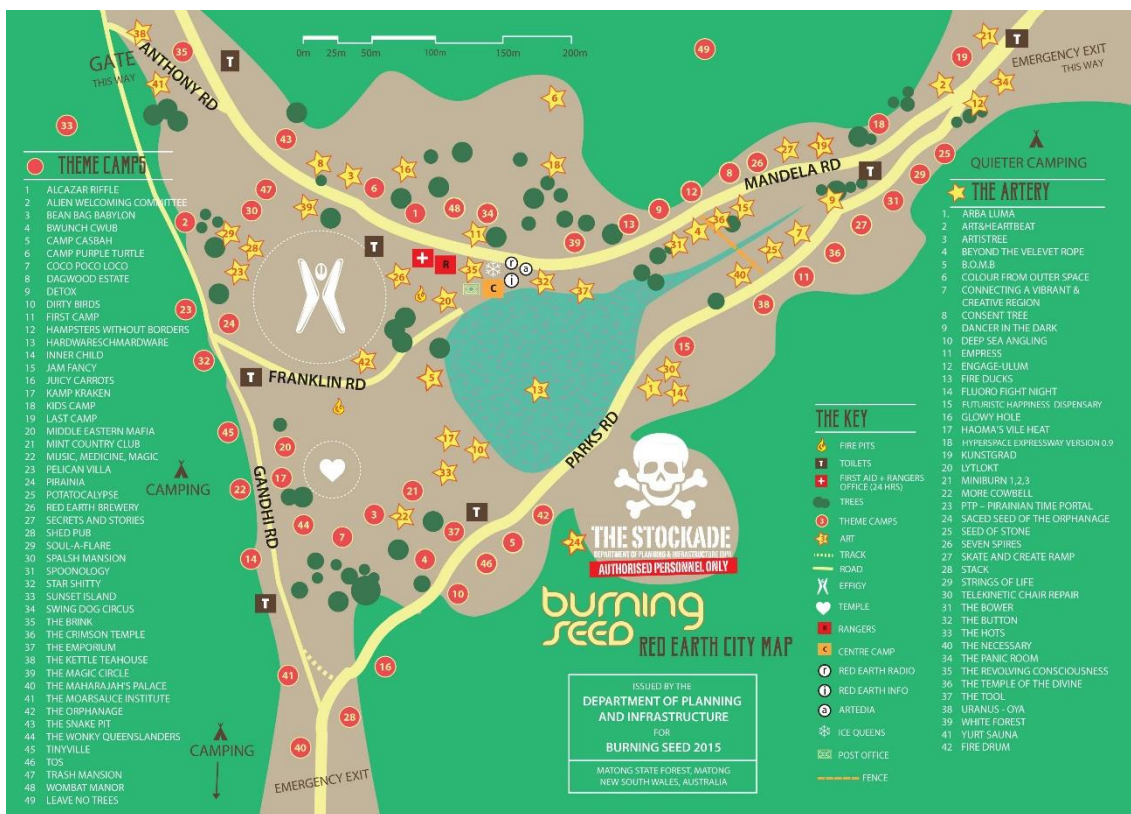 GATE
THIS WAY
ANTHONY RD
0m 25m 50m 100m 150m 200m
EMERGENCY EXIT
THIS WAY
MANDELA RD
QUIETER CAMPING
FRANKLIN RD
PARKS RD
GANDHI RD
CAMPING
CAMPING
EMERGENCY EXIT
THEME CAMPS
1 ALCAZAR RIFFLE
2 ALIEN WELCOMING COMMITTEE
3 BEAN BAG BABYLON
4 BWUNCH CWUB
5 CAMP CASBAH
6 CAMP PURPLE TURTLE
7 COCO POCO LOCO
8 DAGWOOD ESTATE
9 DETOX
10 DIRTY BIRDS
11 FIRST CAMP
12 HAMPSTERS WITHOUT BORDERS
13 HARDWARESCHMARDWARE
14 INNER CHILD
15 JAM FANCY
16 JUICY CARROTS
17 KAMP KRAKEN
18 KIDS CAMP
19 LAST CAMP
20 MIDDLE EASTERN MAFIA
21 MINT COUNTRY CLUB
22 MUSIC, MEDICINE, MAGIC
23 PELICAN VILLA
24 PIRAINIA
25 POTATOCALYPSE
26 RED EARTH BREWERY
27 SECRETS AND STORIES
28 SHED PUB
29 SOUL-A-FLARE
30 SPALSH MANSION
31 SPOONOLOGY
32 STAR SHITTY
33 SUNSET ISLAND
34 SWING DOG CIRCUS
35 THE BRINK
36 THE CRIMSON TEMPLE
37 THE EMPORIUM
38 THE KETTLE TEAHOUSE
39 THE MAGIC CIRCLE
40 THE MAHARAJAH'S PALACE
41 THE MOARSAUCE INSTITUTE
42 THE ORPHANAGE
43 THE SNAKE PIT
44 THE WONKY QUEENSLANDERS
45 TINYVILLE
46 TOS
47 TRASH MANSION
48 WOMBAT MANOR
49 LEAVE NO TREES
THE ARTERY
1. ARBA LUMA
2 ART&HEARTBEAT
3 ARTISTREE
4 BEYOND THE VELEVET ROPE
5 B.O.M.B
6 COLOUR FROM OUTER SPACE
7 CONNECTING A VIBRANT &
CREATIVE REGION
8 CONSENT TREE
9 DANCER IN THE DARK
10 DEEP SEA ANGLING
11 EMPRESS
12 ENGAGE-ULUM
13 FIRE DUCKS
14 FLUORO FIGHT NIGHT
15 FUTURISTC HAPPINESS DISPENSARY
16 GLOWY HOLE
17 HAOMA'S VILE HEAT
18 HYPERSPACE EXPRESSWAY VERSION 0.9
19 KUNSTGRAD
20 LYTLOKT
21 MINIBURN 1,2,3
22 MORE COWBELL
23 PTP – PIRAINIAN TIME PORTAL
24 SACED SEED OF THE ORPHANAGE
25 SEED OF STONE
26 SEVEN SPIRES
27 SKATE AND CREATE RAMP
28 STACK
29 STRINGS OF LIFE
30 TELEKINETIC CHAIR REPAIR
31 THE BOWER
32 THE BUTTON
33 THE HOTS
40 THE NECESSARY
34 THE PANIC ROOM
35 THE REVOLVING CONSCIOUSNESS
36 THE TEMPLE OF THE DIVINE
37 THE TOOL
38 URANUS - OYA
39 WHITE FOREST
41 YURT SAUNA
42 FIRE DRUM
THE KEY
FIRE PITS
T TOILETS
FIRST AID + RANGERS
OFFICE (24 HRS)
TREES
3 THEME CAMPS
ART
TRACK
ROAD
EFFIGY
TEMPLE
R RANGERS
C CENTRE CAMP
r RED EARTH RADIO
i RED EARTH INFO
a ARTEDIA
ICE QUEENS
POST OFFICE
FENCE
THE STOCKADE
DEPARTMENT OF PLANNING & INFRASTRUCTURE
AUTHORISED PERSONNEL ONLY
burning
SEED RED EARTH CITY MAP
ISSUED BY THE
DEPARTMENT OF PLANNING
AND INFRASTRUCTURE
FOR
BURNING SEED 2015
MATONG STATE FOREST, MATONG
NEW SOUTH WALES, AUSTRALIA